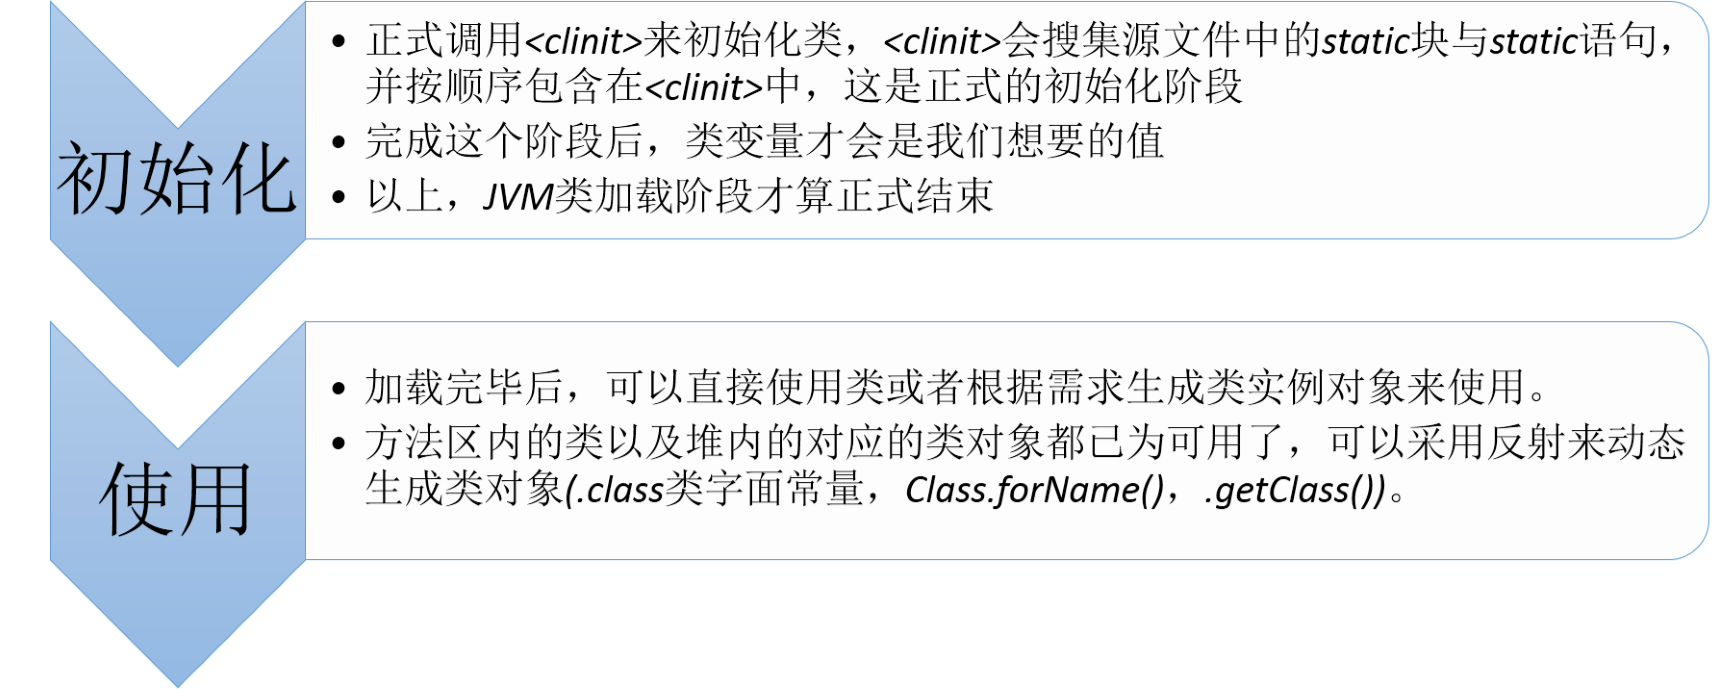 初始化
• 正式调用<clinit>来初始化类，<clinit>会搜集源文件中的static块与static语句，
并按顺序包含在<clinit>中，这是正式的初始化阶段
• 完成这个阶段后，类变量才会是我们想要的值
• 以上，JVM类加载阶段才算正式结束
使用
• 加载完毕后，可以直接使用类或者根据需求生成类实例对象来使用。
• 方法区内的类以及堆内的对应的类对象都已为可用了，可以采用反射来动态
生成类对象(.class类字面常量，Class.forName()，.getClass())。